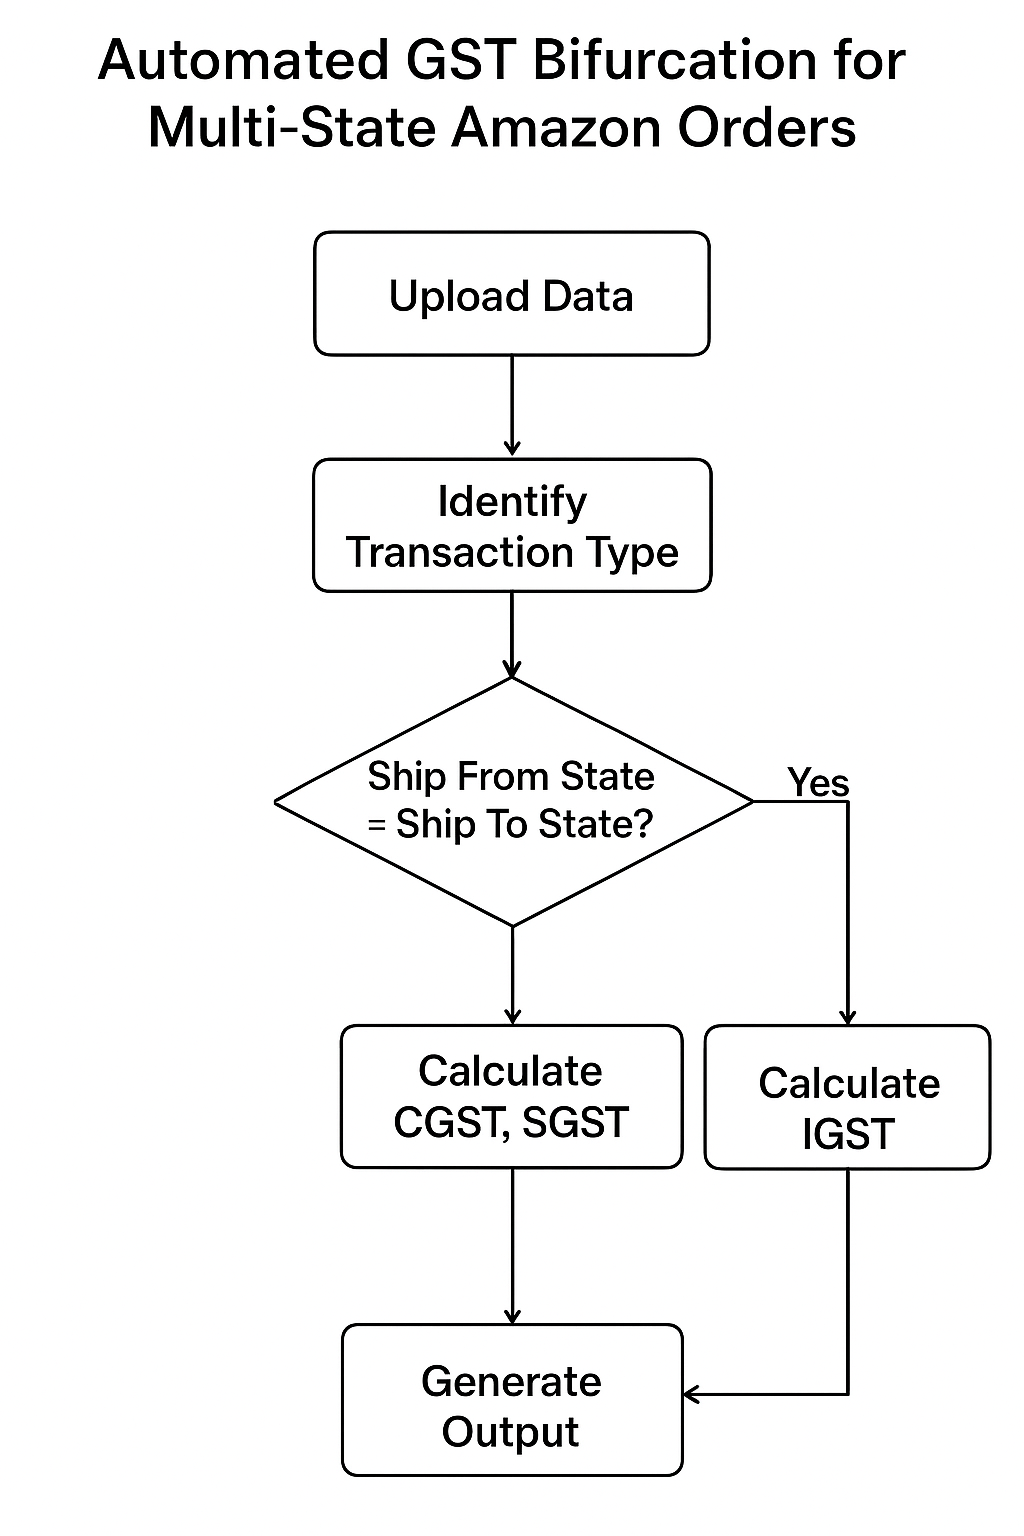 Automated GST Bifurcation for
Multi-State Amazon Orders
Upload Data
Identify
Transaction Type
Ship From State
= Ship To State?
Yes
Calculate
CGST, SGST
Calculate
IGST
Generate
Output